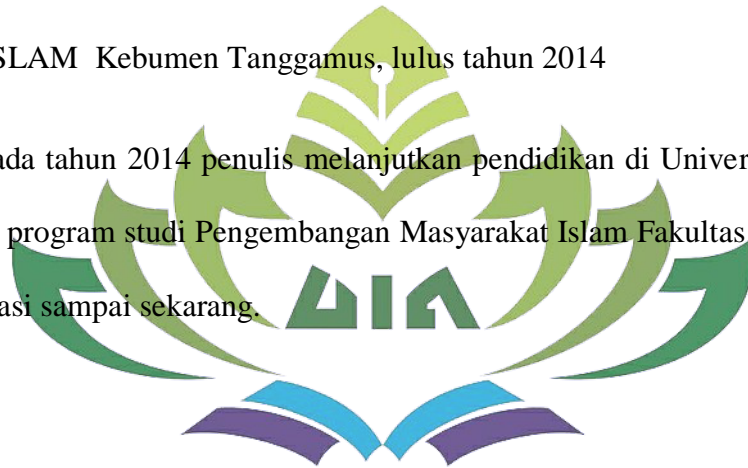 SLAM Kebumen Tanggamus, lulus tahun 2014
ada tahun 2014 penulis melanjutkan pendidikan di Univer
program studi Pengembangan Masyarakat Islam Fakultas
asi sampai sekarang.
UIN